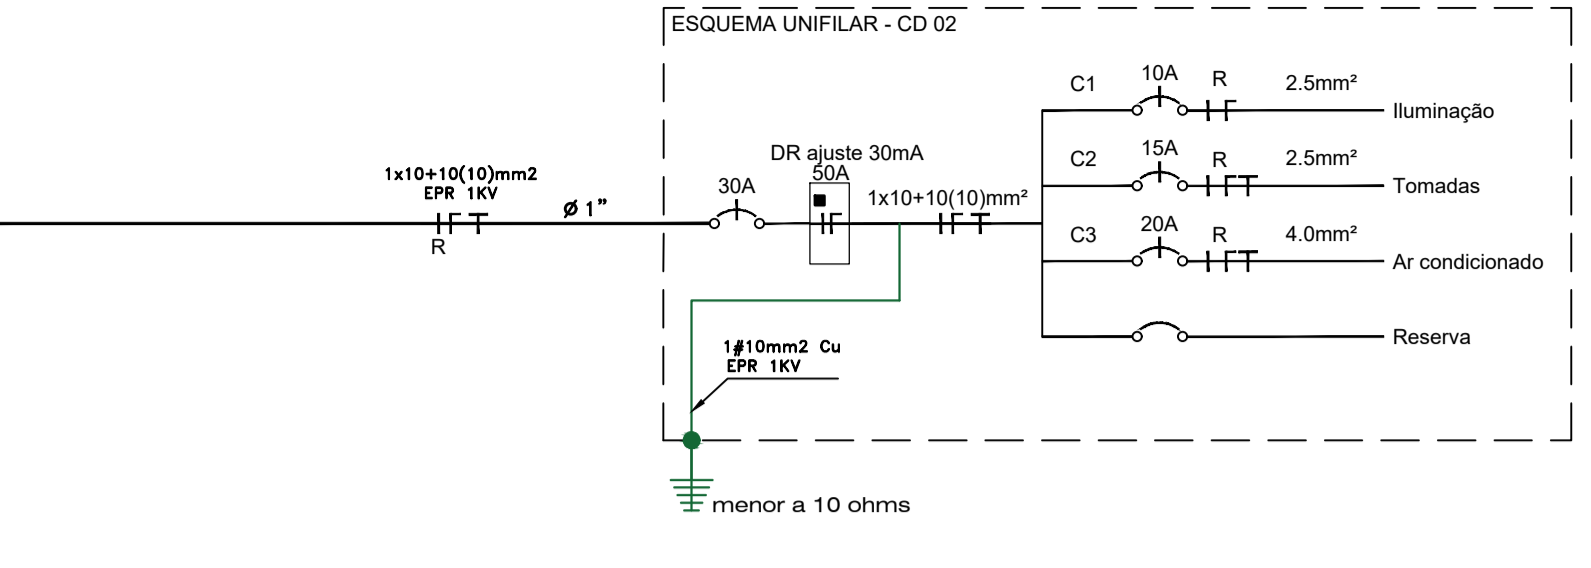 ESQUEMA UNIFILAR - CD 02
C1
10A
R
2.5mm²
Iluminação
C2
15A
R
2.5mm²
Tomadas
C3
20A
R
4.0mm²
Ar condicionado
Reserva
DR ajuste 30mA
50A
30A
1x10+10(10)mm²
1x10+10(10)mm2
EPR 1KV
R
Ø 1”
1#10mm2 Cu
EPR 1KV
menor a 10 ohms